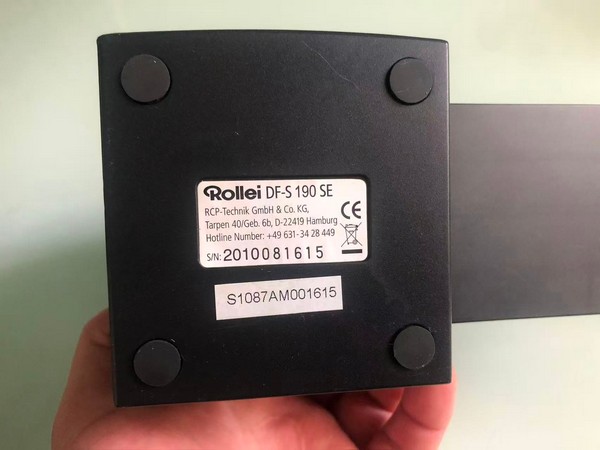 Rollei DF-S 190 SE
RCP-Technik GmbH & Co. KG,
Tarpen 40/Geb. 6b, D-22419 Hamburg
Hotline Number: +49 631-34 28 449
S/N: 2010081615
CE
S1087AM001615